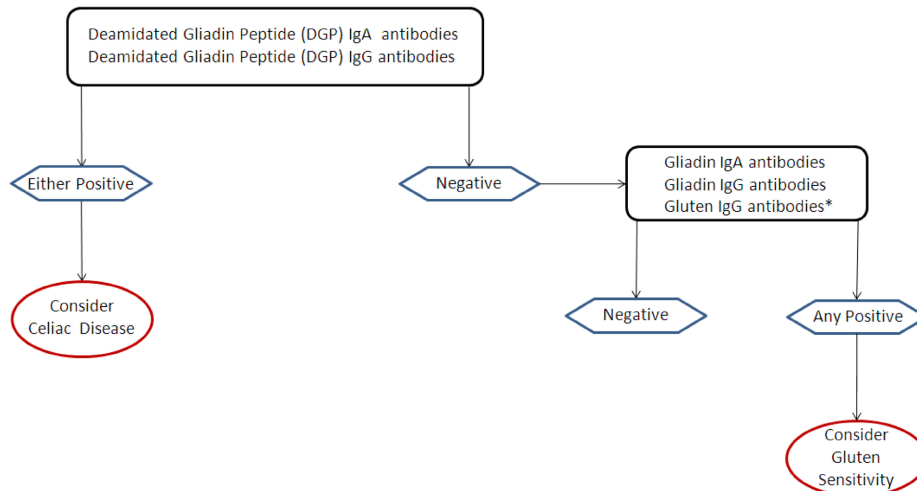 Deamidated Gliadin Peptide (DGP) IgA antibodies
Deamidated Gliadin Peptide (DGP) IgG antibodies
Either Positive
Negative
Gliadin IgA antibodies
Gliadin IgG antibodies
Gluten IgG antibodies*
Consider
Celiac Disease
Negative
Any Positive
Consider
Gluten
Sensitivity